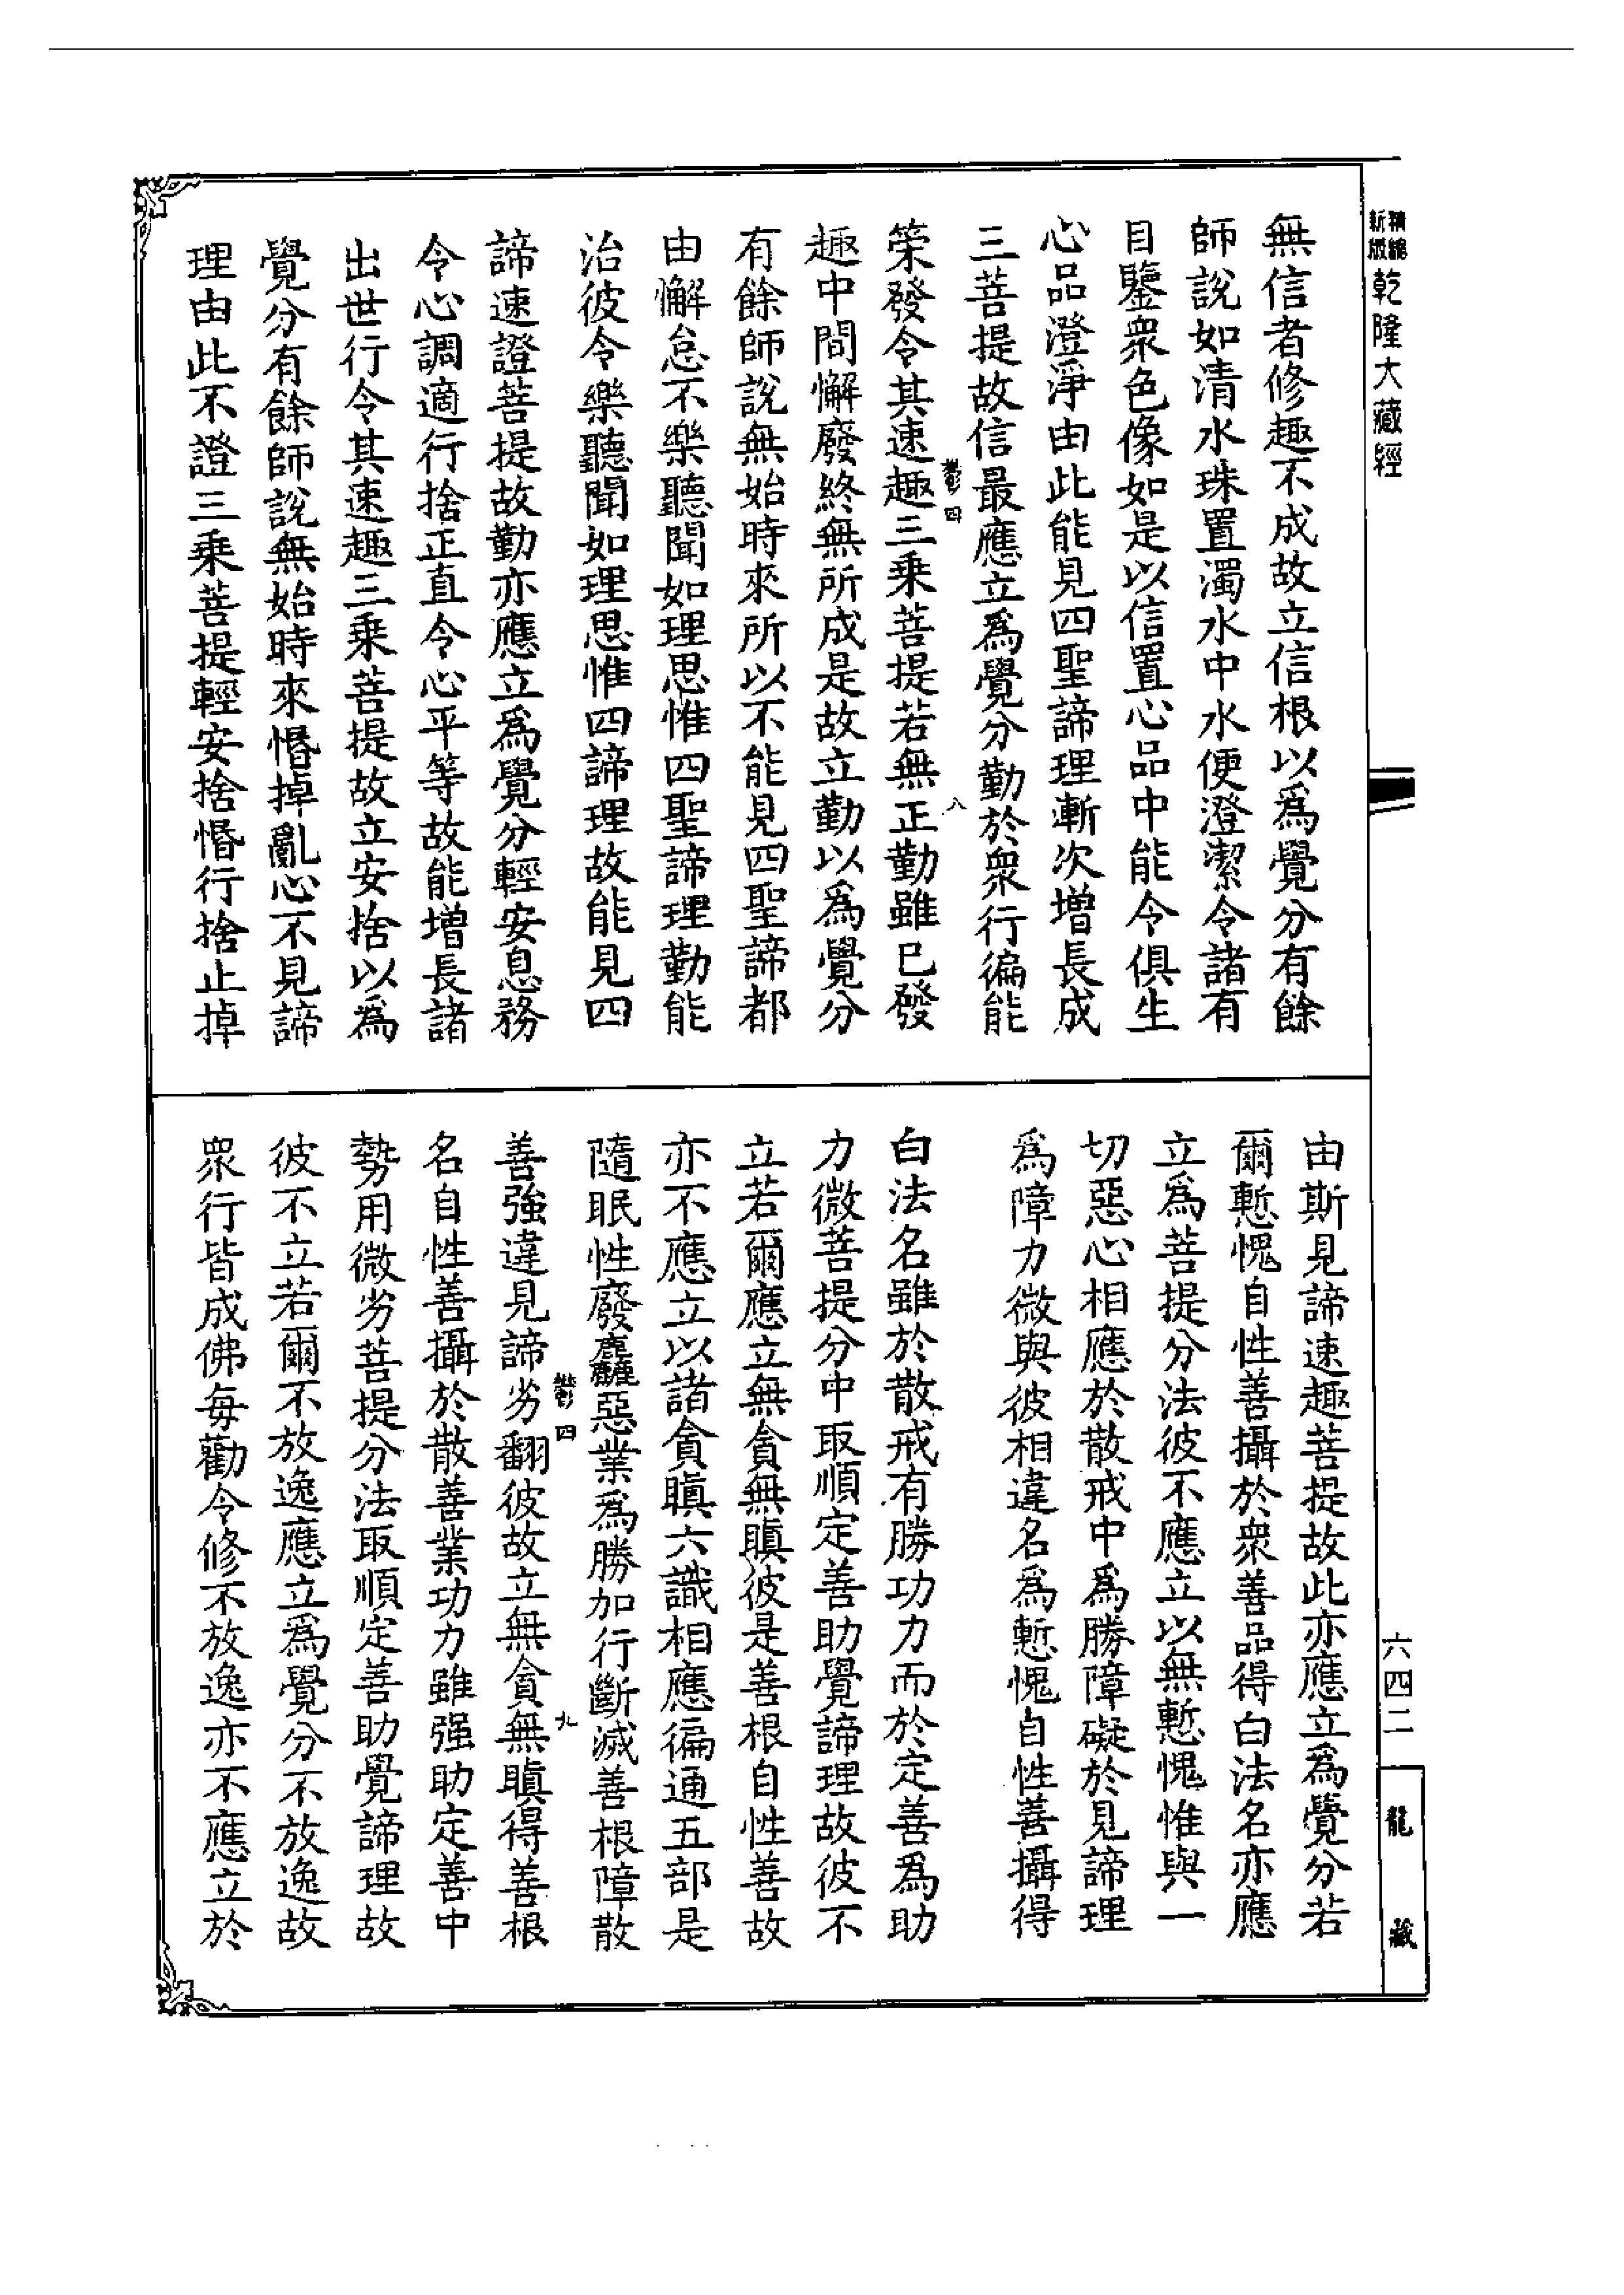 新編縮版
乾隆大藏經
無信者修趣不成故立信根以爲覺分有餘
師說如清水珠置濁水中水便澄潔令諸有
目鑒衆色像如是以信置心品中能令俱生
心品澄淨由此能見四聖諦理漸次增長成
三菩提故信最應立爲覺分勤於衆行徧能
策發令其速趣三乘菩提若無正勤雖已發
趣中間懈廢終無所成是故立勤以爲覺分
有餘師說無始時來所以不能見四聖諦都
由懈怠不樂聽聞如理思惟四聖諦理勤能
治彼令樂聽聞如理思惟四諦理故能見四
諦速證菩提故勤亦應立爲覺分輕安息務
令心調適行捨正直令心平等故能增長諸
出世行令其速趣三乘菩提故立安捨以爲
覺分有餘師說無始時來惛掉亂心不見諦
理由此不證三乘菩提輕安捨惛行捨止掉
鬱四
八
由斯見諦速趣菩提故此亦應立爲覺分若
爾慙愧自性善攝於衆善品得白法名亦應
立爲菩提分法彼不應立以無慙愧惟與一
切惡心相應於散戒中爲勝障礙於見諦理
爲障力微與彼相違名爲慙愧自性善攝得
白法名雖於散戒有勝功力而於定善爲助
力微菩提分中取順定善助覺諦理故彼不
立若爾應立無貪無瞋彼是善根自性善故
亦不應立以諸貪瞋六識相應徧通五部是
隨眠性廢麤惡業爲勝加行斷滅善根障散
善強違見諦劣翻彼故立無貪無瞋得善根
名自性善攝於散善業功力雖强助定善中
勢用微劣菩提分法取順定善助覺諦理故
彼不立若爾不放逸應立爲覺分不放逸故
衆行皆成佛每勸令修不放逸亦不應立於
鬱四
九
六四二
龍藏